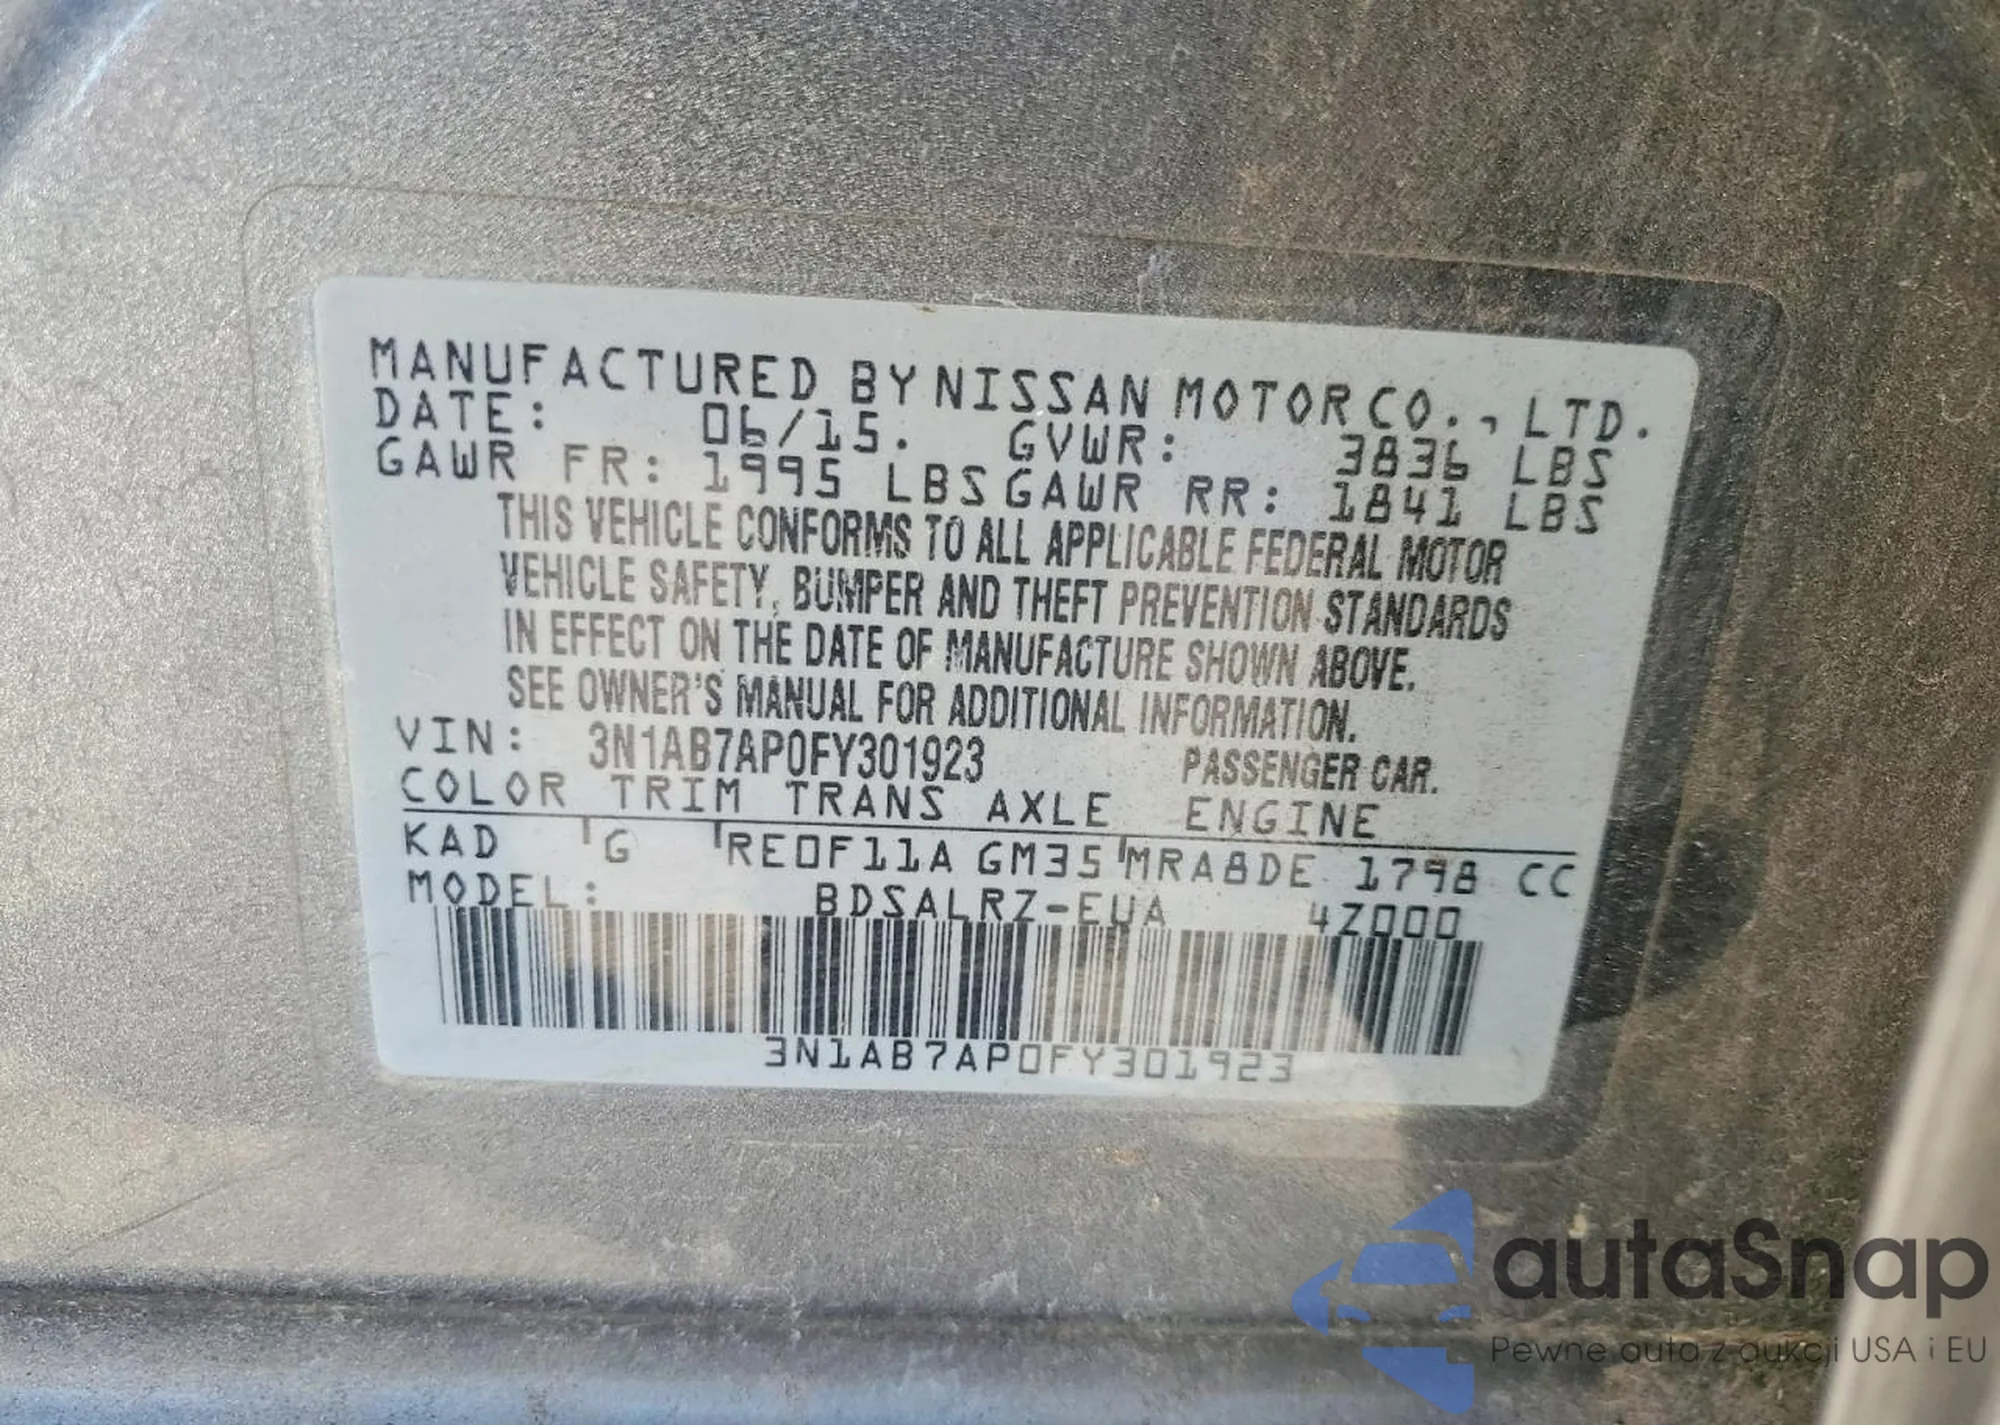 MANUFACTURED BY NISSAN MOTOR CO., LTD.
DATE: 06/15. GVWR: 3836 LBS
GAWR FR: 1995 LBS GAWR RR: 1841 LBS
THIS VEHICLE CONFORMS TO ALL APPLICABLE FEDERAL MOTOR
VEHICLE SAFETY, BUMPER AND THEFT PREVENTION STANDARDS
IN EFFECT ON THE DATE OF MANUFACTURE SHOWN ABOVE.
SEE OWNER'S MANUAL FOR ADDITIONAL INFORMATION.
VIN: 3N1AB7AP0FY301923 PASSENGER CAR.
COLOR TRIM TRANS AXLE ENGINE
KAD G RE0F11A GM35 MRA8DE 1798 CC
MODEL: BDSALRZ-EUA 4Z000
3N1AB7AP0FY301923
autaSnap
Pewne auta z aukcji USA i EU